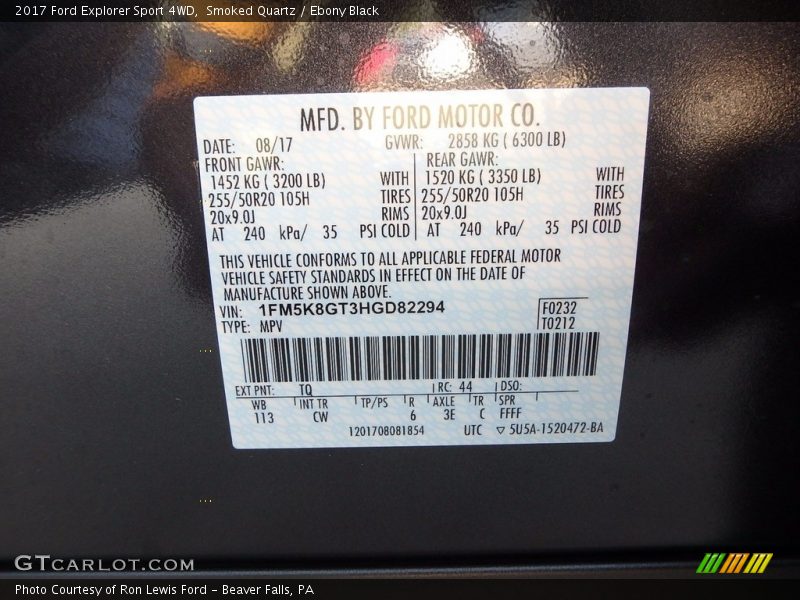 2017 Ford Explorer Sport 4WD, Smoked Quartz / Ebony Black
MFD. BY FORD MOTOR CO.
DATE: 08/17 GVWR: 2858 KG ( 6300 LB)
FRONT GAWR: REAR GAWR:
1452 KG ( 3200 LB) WITH 1520 KG ( 3350 LB) WITH
255/50R20 105H TIRES 255/50R20 105H TIRES
20x9.0J RIMS 20x9.0J RIMS
AT 240 kPa/ 35 PSI COLD AT 240 kPa/ 35 PSI COLD
THIS VEHICLE CONFORMS TO ALL APPLICABLE FEDERAL MOTOR
VEHICLE SAFETY STANDARDS IN EFFECT ON THE DATE OF
MANUFACTURE SHOWN ABOVE.
VIN: 1FM5K8GT3HGD82294 F0232
TYPE: MPV T0212
EXT PNT: TQ RC: 44 DSO:
WB INT TR TP/PS R AXLE TR SPR
113 CW 6 3E C FFFF
1201708081854 UTC ▽ 5U5A-1520472-BA
GTCARLOT.COM
Photo Courtesy of Ron Lewis Ford - Beaver Falls, PA